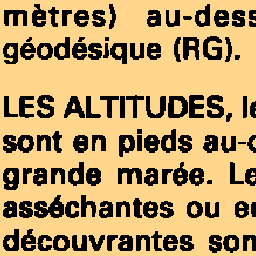 mètres) au-dess
géodésique (RG).
LES ALTITUDES, le
sont en pieds au-
grande marée. Le
asséchantes ou e
découvrantes son